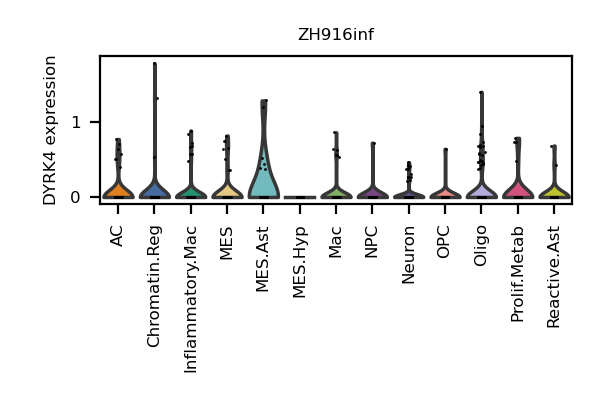 ZH916inf
DYRK4 expression
1
0
AC
Chromatin.Reg
Inflammatory.Mac
MES
MES.Ast
MES.Hyp
Mac
NPC
Neuron
OPC
Oligo
Prolif.Metab
Reactive.Ast